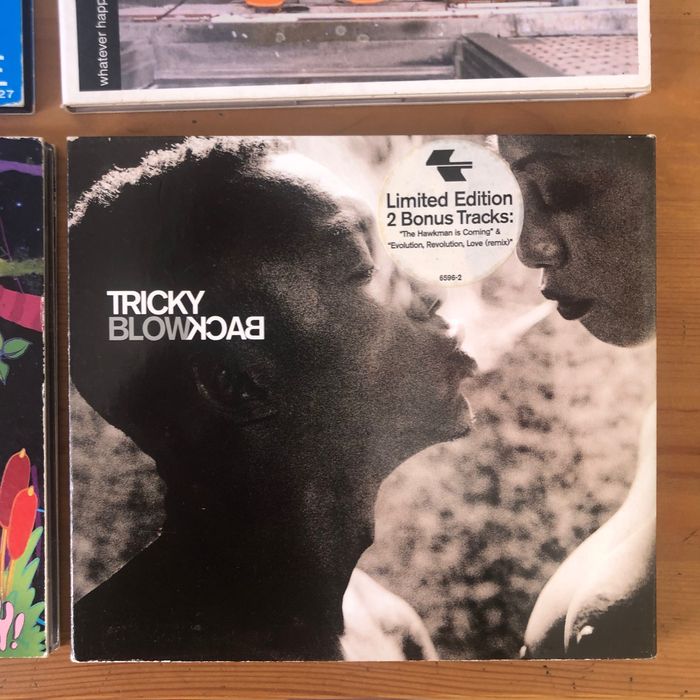 E
27
whatever happ
Limited Edition
2 Bonus Tracks:
"The Hawkman is Coming" &
"Evolution, Revolution, Love (remix)"
6596-2
TRICKY
BLOWBACK
Y!